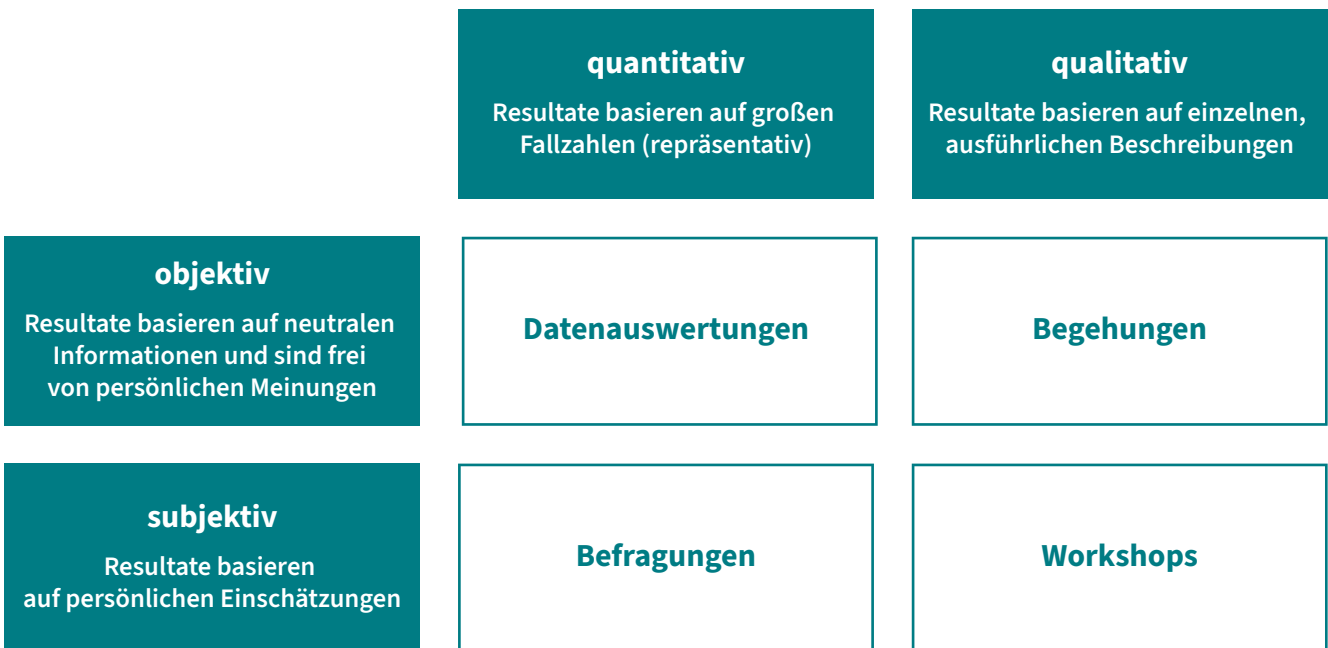 quantitativ
Resultate basieren auf großen
Fallzahlen (repräsentativ)
qualitativ
Resultate basieren auf einzelnen,
ausführlichen Beschreibungen
objektiv
Resultate basieren auf neutralen
Informationen und sind frei
von persönlichen Meinungen
Datenauswertungen
Begehungen
subjektiv
Resultate basieren
auf persönlichen Einschätzungen
Befragungen
Workshops